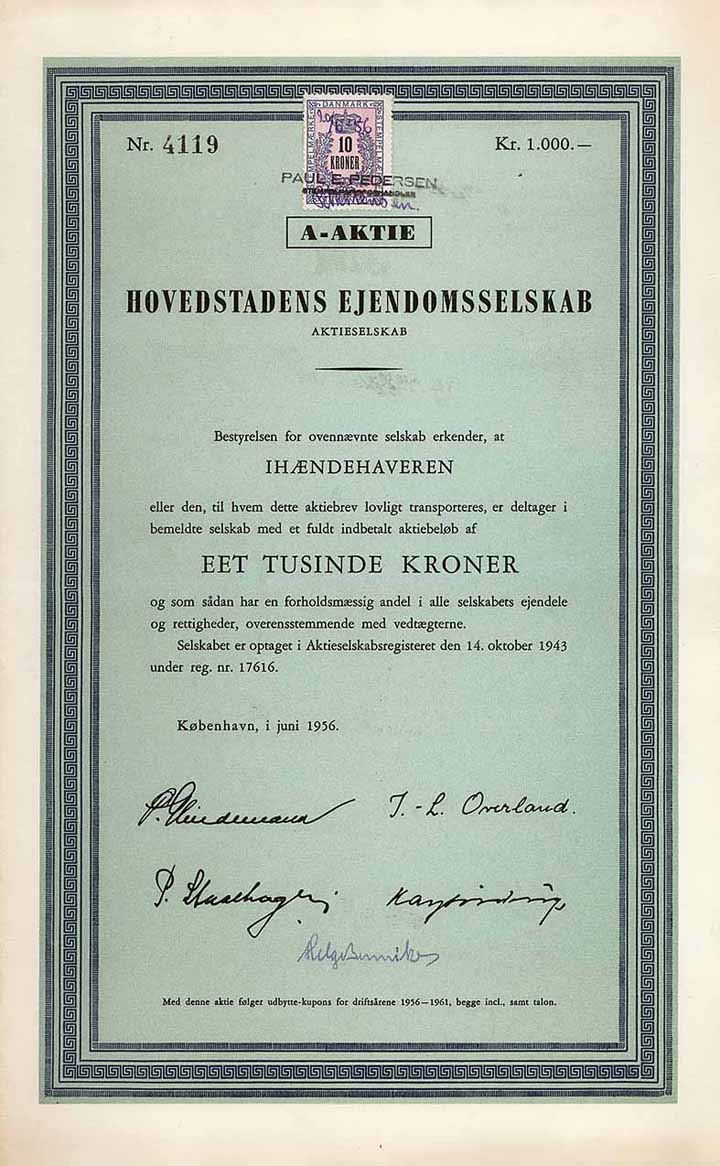 DANMARK
STEMPELMÆRKE
10
KRONER
Nr. 4119
Kr. 1.000.—
PAUL E. PEDERSEN
A-AKTIE
HOVEDSTADENS EJENDOMSSELSKAB
AKTIESELSKAB
Bestyrelsen for ovennævnte selskab erkender, at
IHÆNDEHAVEREN
eller den, til hvem dette aktiebrev lovligt transporteres, er deltager i
bemeldte selskab med et fuldt indbetalt aktiebeløb af
EET TUSINDE KRONER
og som sådan har en forholdsmæssig andel i alle selskabets ejendele
og rettigheder, overensstemmende med vedtægterne.
Selskabet er optaget i Aktieselskabsregisteret den 14. oktober 1943
under reg. nr. 17616.
København, i juni 1956.
J.-L. Overland.
Helge Bennike
Med denne aktie følger udbytte-kupons for driftsårene 1956—1961, begge incl., samt talon.